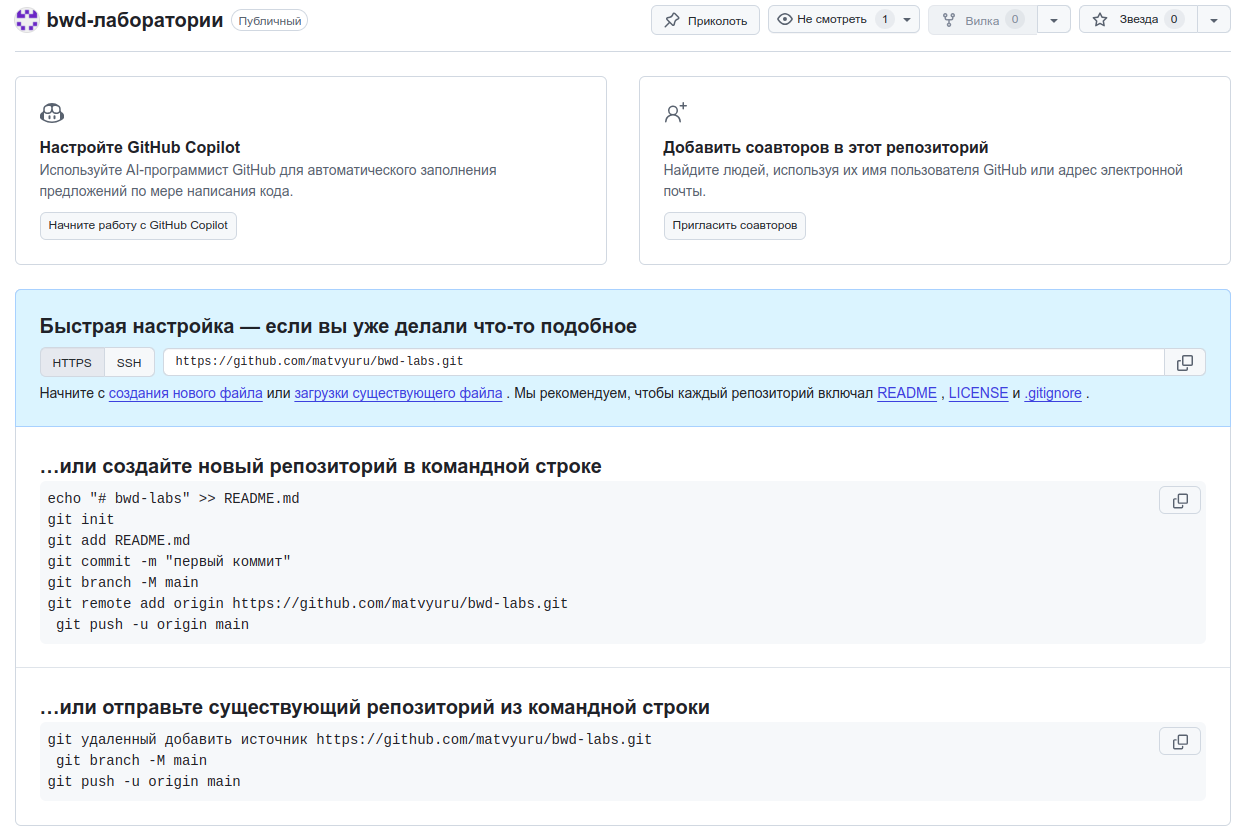 bwd-лаборатории Публичный Приколоть Не смотреть 1 Вилка 0 Звезда 0
Настройте GitHub Copilot
Используйте AI-программист GitHub для автоматического заполнения
предложений по мере написания кода.
Начните работу с GitHub Copilot
Добавить соавторов в этот репозиторий
Найдите людей, используя их имя пользователя GitHub или адрес электронной
почты.
Пригласить соавторов
Быстрая настройка — если вы уже делали что-то подобное
HTTPS SSH https://github.com/matvyuru/bwd-labs.git
Начните с создания нового файла или загрузки существующего файла . Мы рекомендуем, чтобы каждый репозиторий включал README , LICENSE и .gitignore .
…или создайте новый репозиторий в командной строке
echo "# bwd-labs" >> README.md
git init
git add README.md
git commit -m "первый коммит"
git branch -M main
git remote add origin https://github.com/matvyuru/bwd-labs.git
git push -u origin main
…или отправьте существующий репозиторий из командной строки
git удаленный добавить источник https://github.com/matvyuru/bwd-labs.git
git branch -M main
git push -u origin main